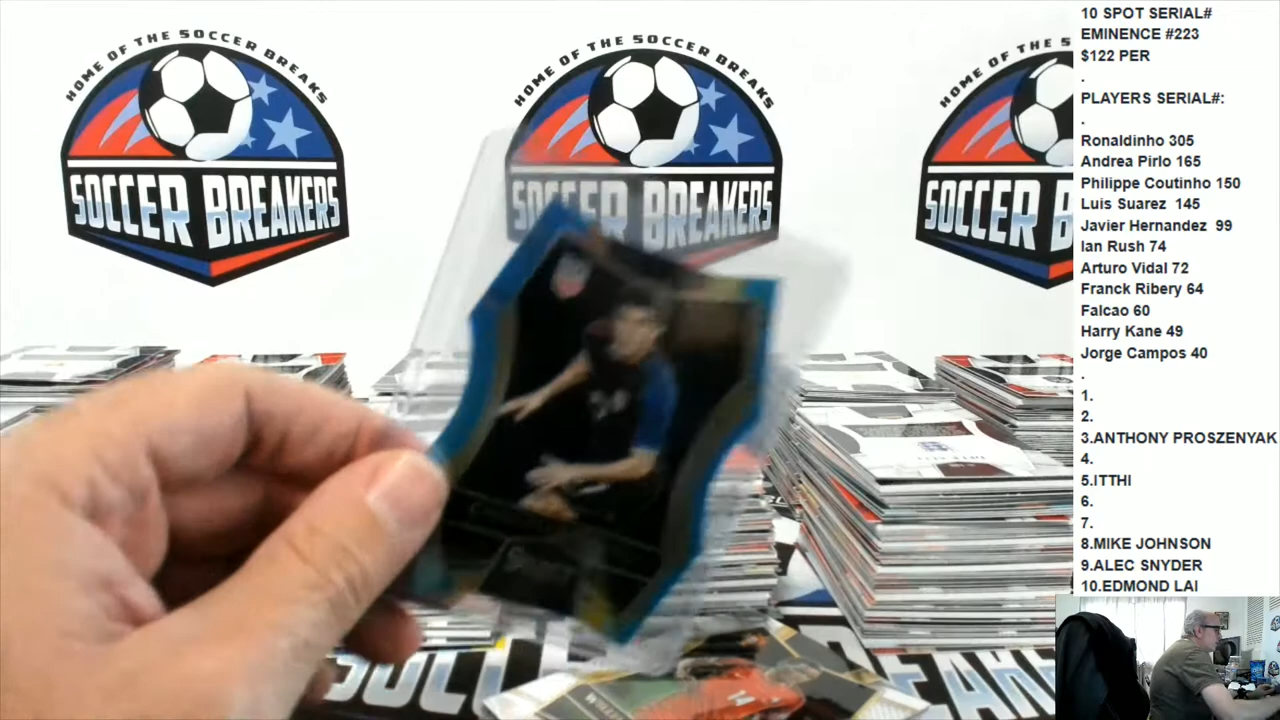 HOME OF THE SOCCER BREAKS
SOCCER BREAKERS
HOME OF THE SOCCER BREAKS
SOCCER BREAKERS
HOME OF THE S
SOCCER B
10 SPOT SERIAL#
EMINENCE #223
$122 PER
.
PLAYERS SERIAL#:
.
Ronaldinho 305
Andrea Pirlo 165
Philippe Coutinho 150
Luis Suarez 145
Javier Hernandez 99
Ian Rush 74
Arturo Vidal 72
Franck Ribery 64
Falcao 60
Harry Kane 49
Jorge Campos 40
.
1.
2.
3.ANTHONY PROSZENYAK
4.
5.ITTHI
6.
7.
8.MIKE JOHNSON
9.ALEC SNYDER
10.EDMOND LAI